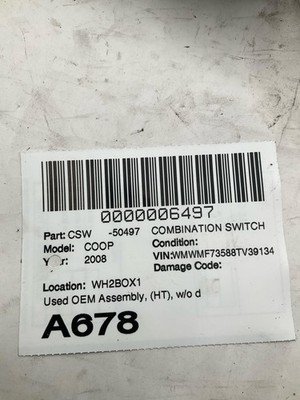 0000006497
Part: CSW -50497 COMBINATION SWITCH
Model: COOP Condition:
Year: 2008 VIN:WMWMF73588TV39134
Damage Code:
Location: WH2BOX1
Used OEM Assembly, (HT), w/o d
A678